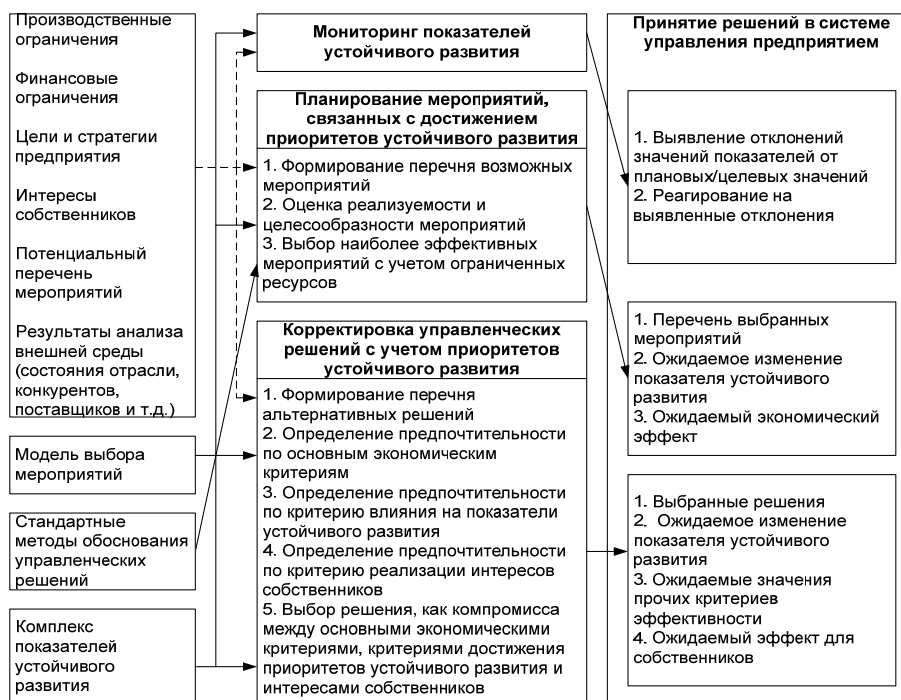 Производственные
ограничения
Финансовые
ограничения
Цели и стратегии
предприятия
Интересы
собственников
Потенциальный
перечень
мероприятий
Результаты анализа
внешней среды
(состояния отрасли,
конкурентов,
поставщиков и т.д.)
Модель выбора
мероприятий
Стандартные
методы обоснования
управленческих
решений
Комплекс
показателей
устойчивого
развития
Мониторинг показателей
устойчивого развития
Планирование мероприятий,
связанных с достижением
приоритетов устойчивого развития
1. Формирование перечня возможных
мероприятий
2. Оценка реализуемости и
целесообразности мероприятий
3. Выбор наиболее эффективных
мероприятий с учетом ограниченных
ресурсов
Корректировка управленческих
решений с учетом приоритетов
устойчивого развития
1. Формирование перечня
альтернативных решений
2. Определение предпочтительности
по основным экономическим
критериям
3. Определение предпочтительности
по критерию влияния на показатели
устойчивого развития
4. Определение предпочтительности
по критерию реализации интересов
собственников
5. Выбор решения, как компромисса
между основными экономическими
критериями, критериями достижения
приоритетов устойчивого развития и
интересами собственников
Принятие решений в системе
управления предприятием
1. Выявление отклонений
значений показателей от
плановых/целевых значений
2. Реагирование на
выявленные отклонения
1. Перечень выбранных
мероприятий
2. Ожидаемое изменение
показателя устойчивого
развития
3. Ожидаемый экономический
эффект
1. Выбранные решения
2. Ожидаемое изменение
показателя устойчивого
развития
3. Ожидаемые значения
прочих критериев
эффективности
4. Ожидаемый эффект для
собственников